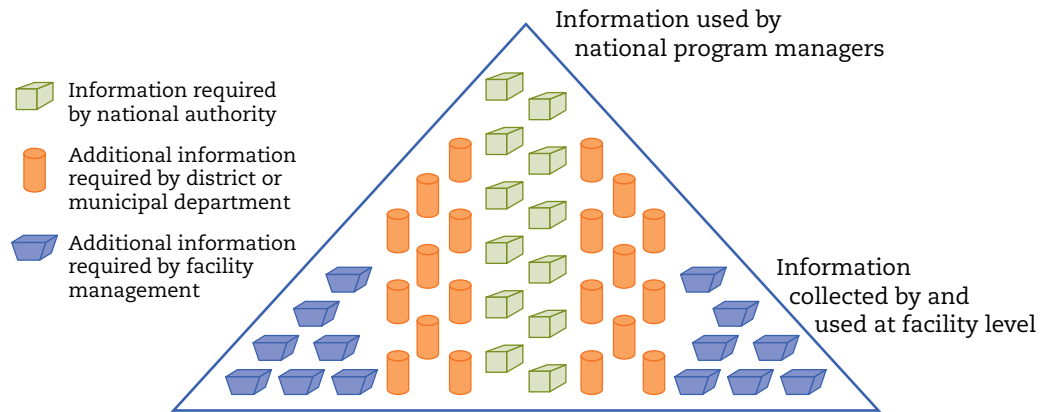 Information used by
national program managers
Information required
by national authority
Additional information
required by district or
municipal department
Additional information
required by facility
management
Information
collected by and
used at facility level